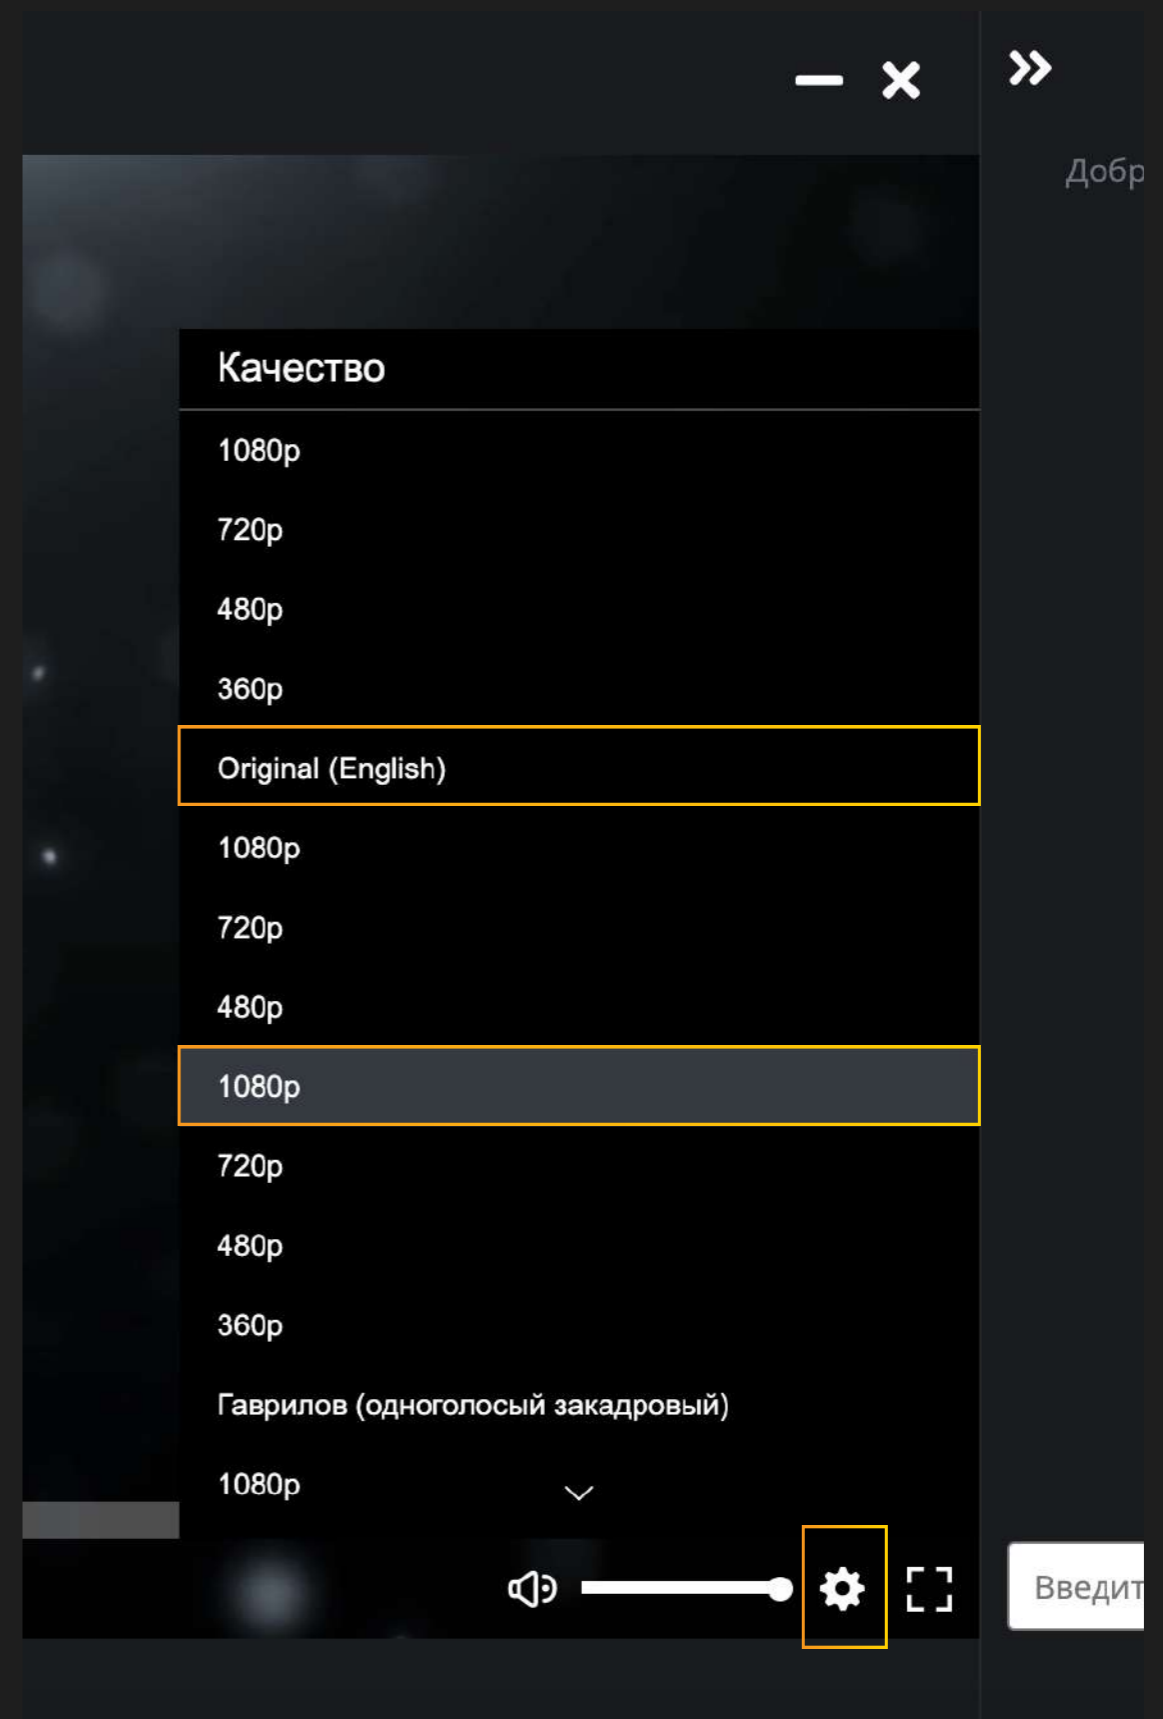 Добр
Качество
1080p
720p
480p
360p
Original (English)
1080p
720p
480p
1080p
720p
480p
360p
Гаврилов (одноголосый закадровый)
1080p
Введит